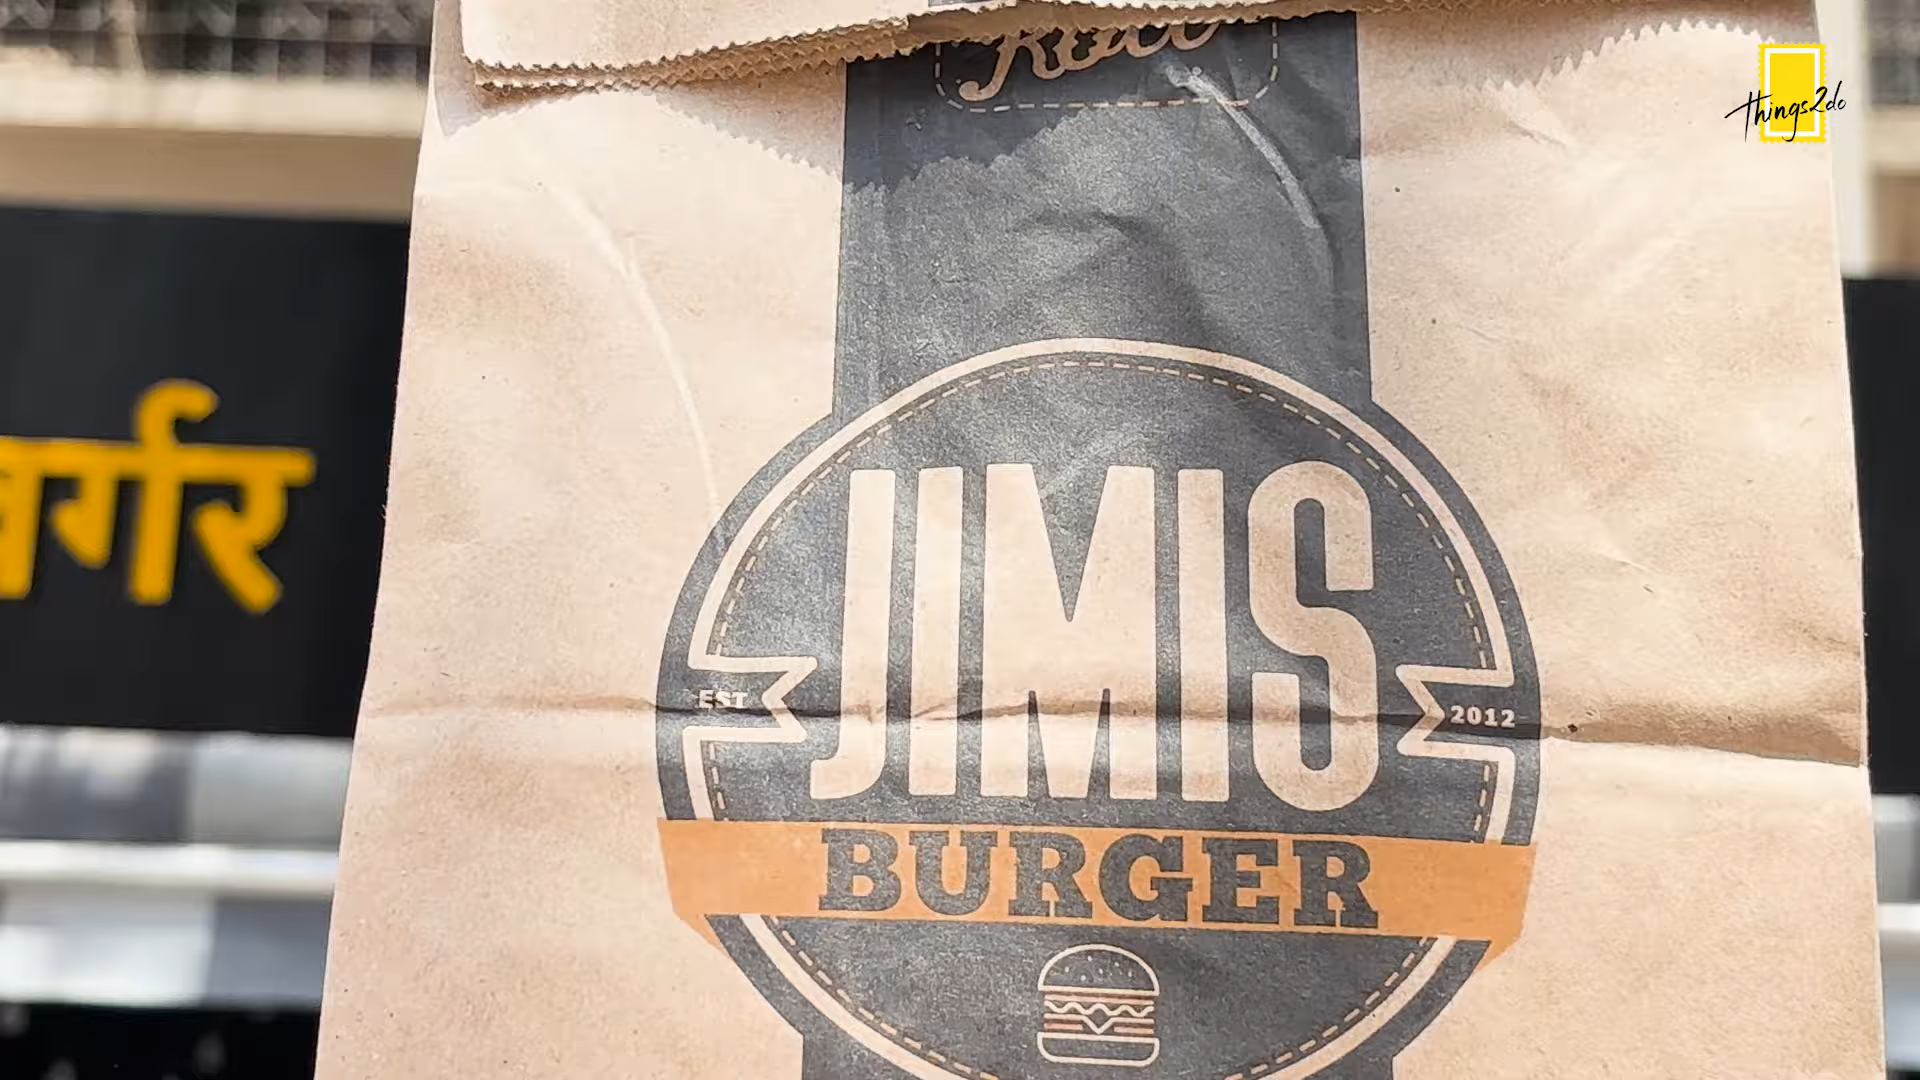 Things2do
र्गर
JIMIS
EST
2012
BURGER